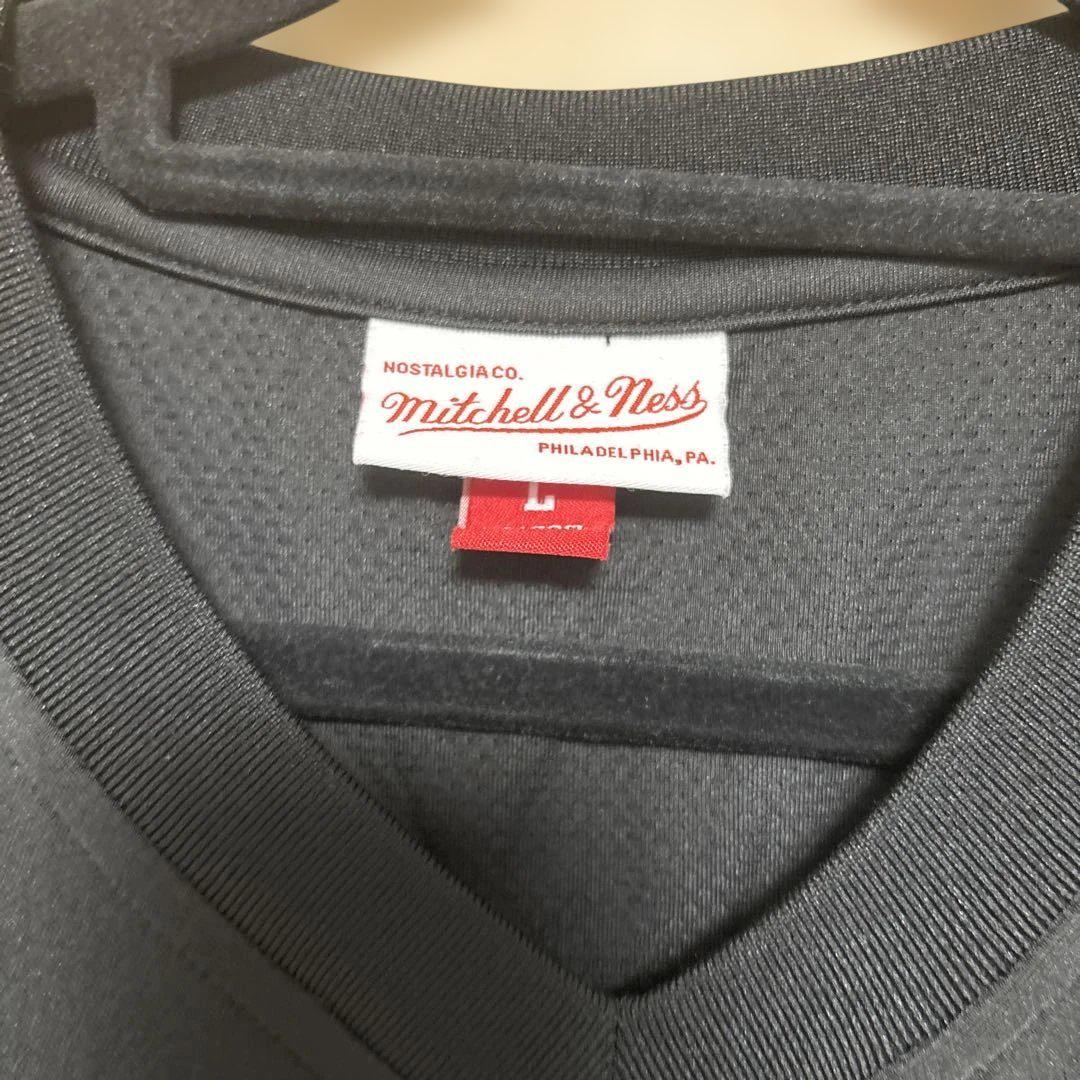 NOSTALGIA CO.
Mitchell & Ness
PHILADELPHIA, PA.
L